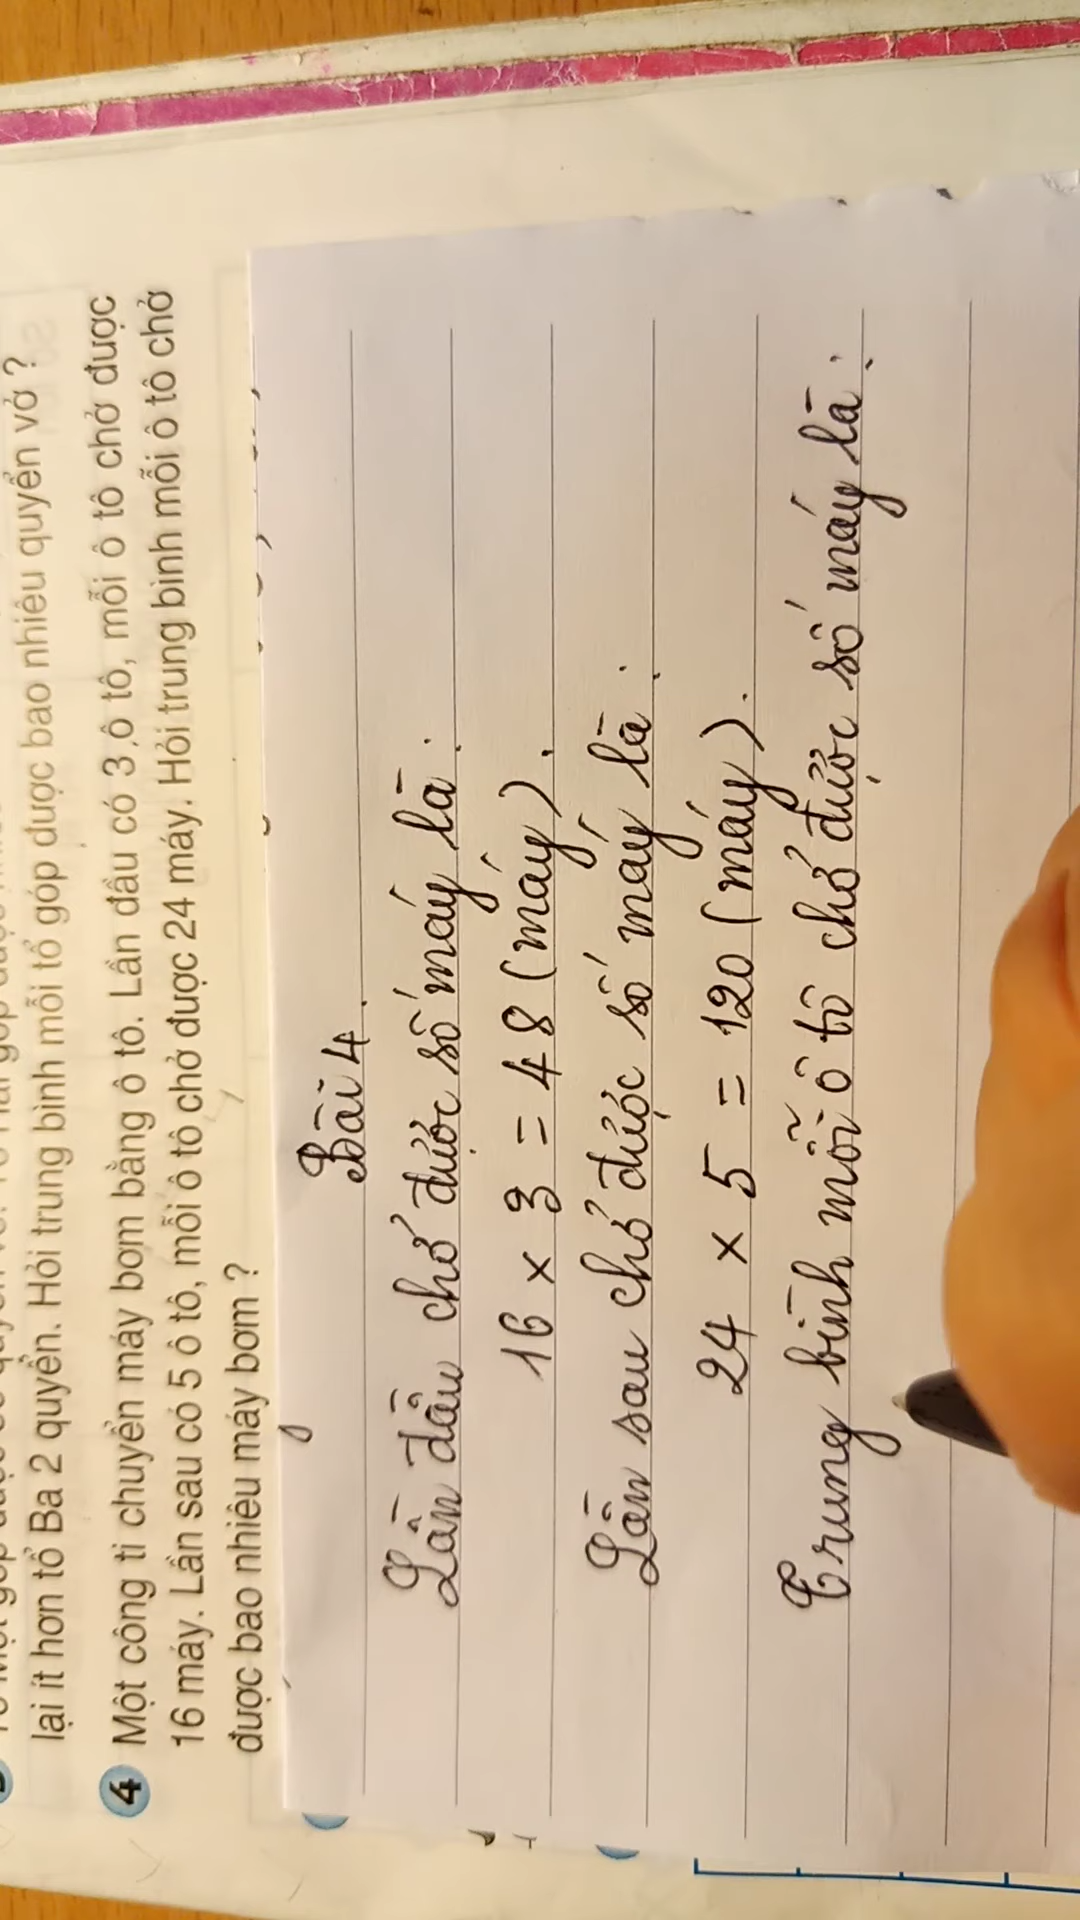 lại ít hơn tổ Ba 2 quyển. Hỏi trung bình mỗi tổ góp được bao nhiêu quyển vở ?
4 Một công ti chuyển máy bơm bằng ô tô. Lần đầu có 3 ô tô, mỗi ô tô chở được
16 máy. Lần sau có 5 ô tô, mỗi ô tô chở được 24 máy. Hỏi trung bình mỗi ô tô chở
được bao nhiêu máy bơm ?
Bài 4.
Lần đầu chở được số máy là :
16 × 3 = 48 (máy).
Lần sau chở được số máy là :
24 × 5 = 120 (máy).
Trung bình mỗi ô tô chở được số máy là :